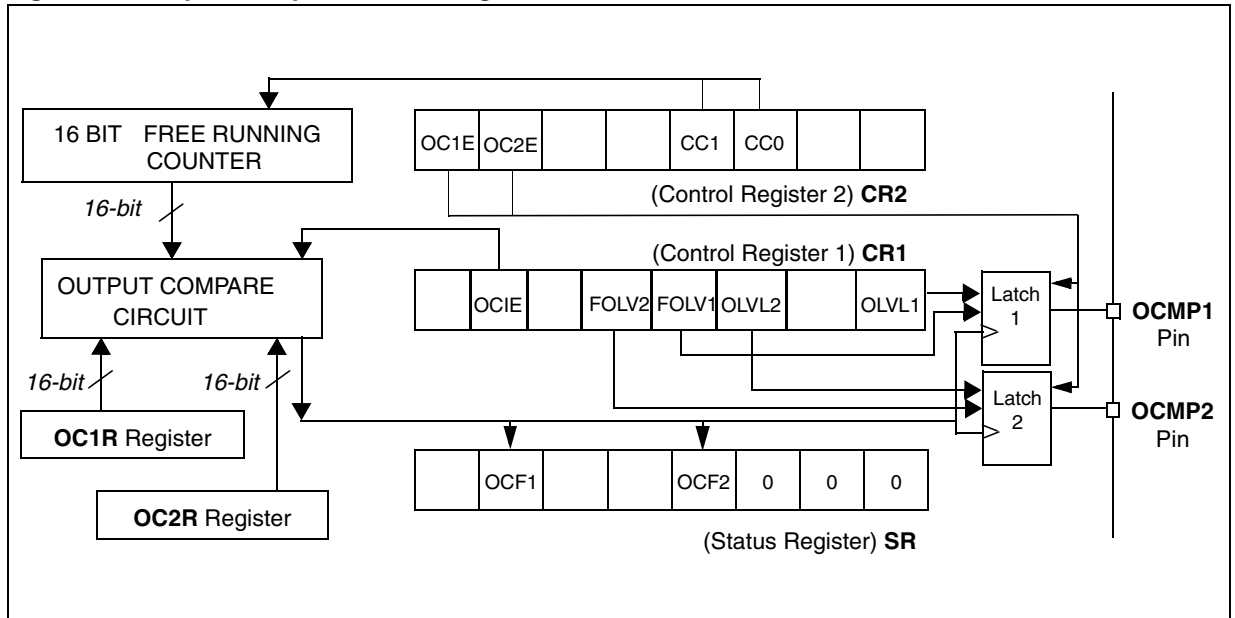 16 BIT FREE RUNNING
COUNTER
OC1E OC2E CC1 CC0
(Control Register 2) CR2
16-bit
(Control Register 1) CR1
OUTPUT COMPARE
CIRCUIT
OCIE FOLV2 FOLV1 OLVL2 OLVL1
Latch
1
OCMP1
Pin
16-bit 16-bit
Latch
2
OCMP2
Pin
OC1R Register
OCF1 OCF2 0 0 0
OC2R Register
(Status Register) SR